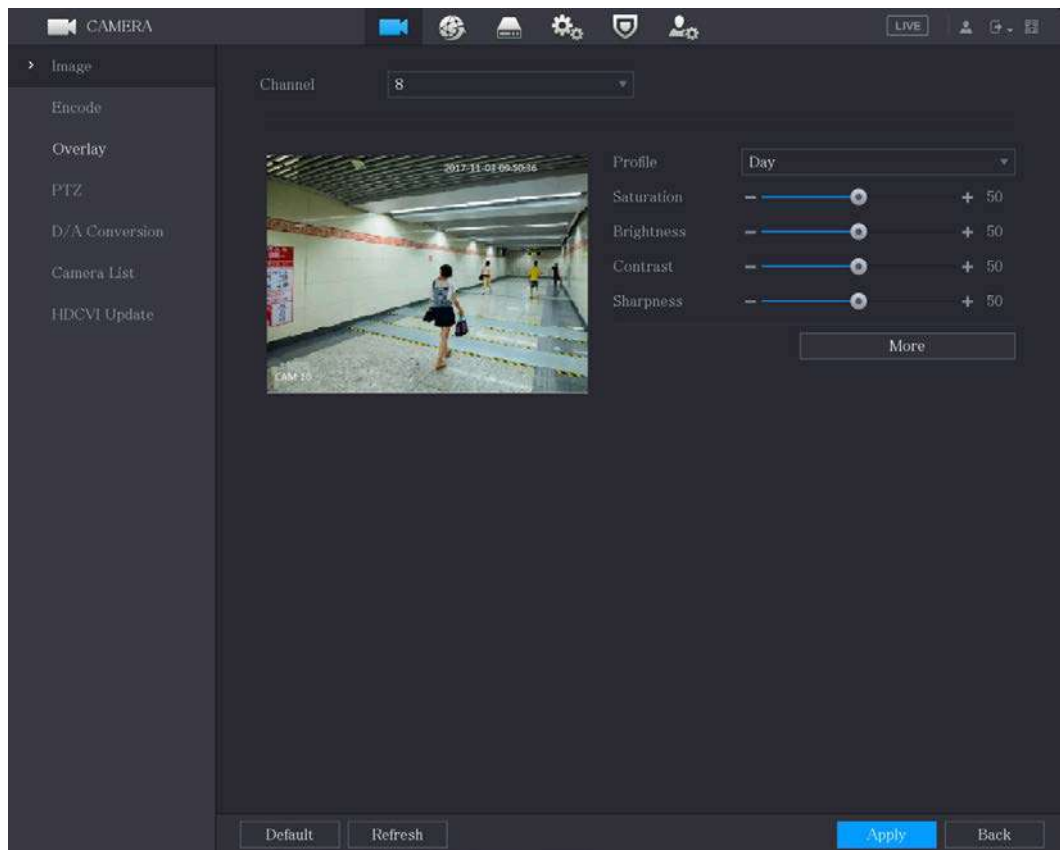 CAMERA
LIVE
Image
Encode
Overlay
PTZ
D/A Conversion
Camera List
HDCVI Update
Channel
8
2017-11-01 09:50:36
CAM 10
Profile
Day
Saturation
50
Brightness
50
Contrast
50
Sharpness
50
More
Default
Refresh
Apply
Back